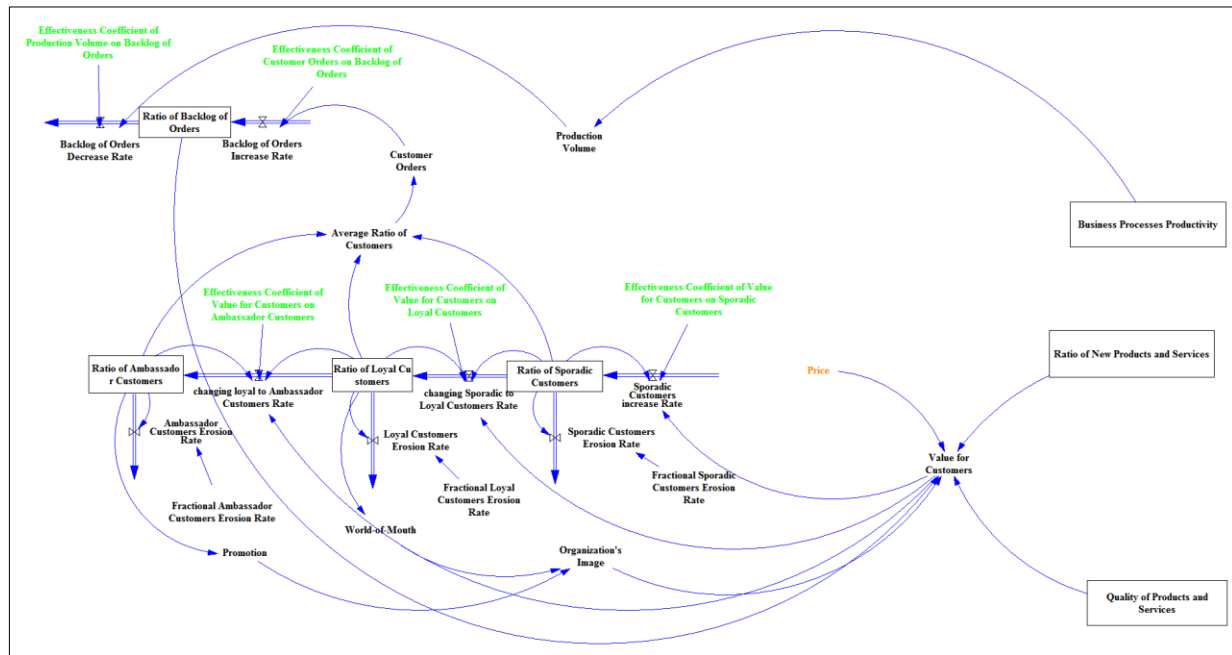 Effectiveness Coefficient of
Production Volume on Backlog of
Orders
Effectiveness Coefficient of
Customer Orders on Backlog of
Orders
Ratio of Backlog of
Orders
Backlog of Orders
Decrease Rate
Backlog of Orders
Increase Rate
Production
Volume
Customer
Orders
Business Processes Productivity
Average Ratio of
Customers
Effectiveness Coefficient of
Value for Customers on
Ambassador Customers
Effectiveness Coefficient of
Value for Customers on
Loyal Customers
Effectiveness Coefficient of Value
for Customers on Sporadic
Customers
Ratio of Ambassado
r Customers
changing loyal to Ambassador
Customers Rate
Ratio of Loyal Cu
stomers
changing Sporadic to
Loyal Customers Rate
Ratio of Sporadic
Customers
Sporadic
Customers
increase Rate
Price
Ratio of New Products and Services
Ambassador
Customers Erosion
Rate
Loyal Customers
Erosion Rate
Sporadic Customers
Erosion Rate
Value for
Customers
Fractional Ambassador
Customers Erosion Rate
Fractional Loyal
Customers Erosion
Rate
Fractional Sporadic
Customers Erosion
Rate
World-of-Mouth
Promotion
Organization's
Image
Quality of Products and
Services